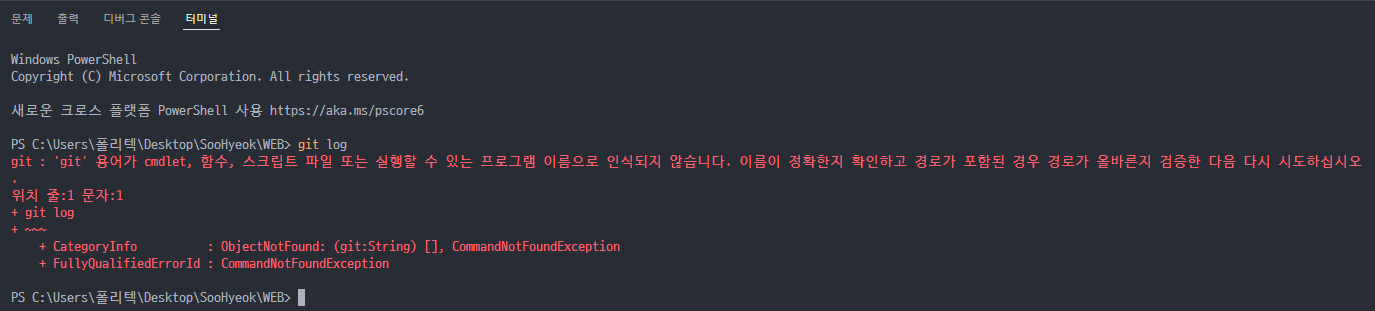 문제 출력 디버그 콘솔 터미널
Windows PowerShell
Copyright (C) Microsoft Corporation. All rights reserved.
새로운 크로스 플랫폼 PowerShell 사용 https://aka.ms/pscore6
PS C:\Users\폴리텍\Desktop\SooHyeok\WEB> git log
git : 'git' 용어가 cmdlet, 함수, 스크립트 파일 또는 실행할 수 있는 프로그램 이름으로 인식되지 않습니다. 이름이 정확한지 확인하고 경로가 포함된 경우 경로가 올바른지 검증한 다음 다시 시도하십시오
.
위치 줄:1 문자:1
+ git log
+ ~~~
    + CategoryInfo          : ObjectNotFound: (git:String) [], CommandNotFoundException
    + FullyQualifiedErrorId : CommandNotFoundException
PS C:\Users\폴리텍\Desktop\SooHyeok\WEB>